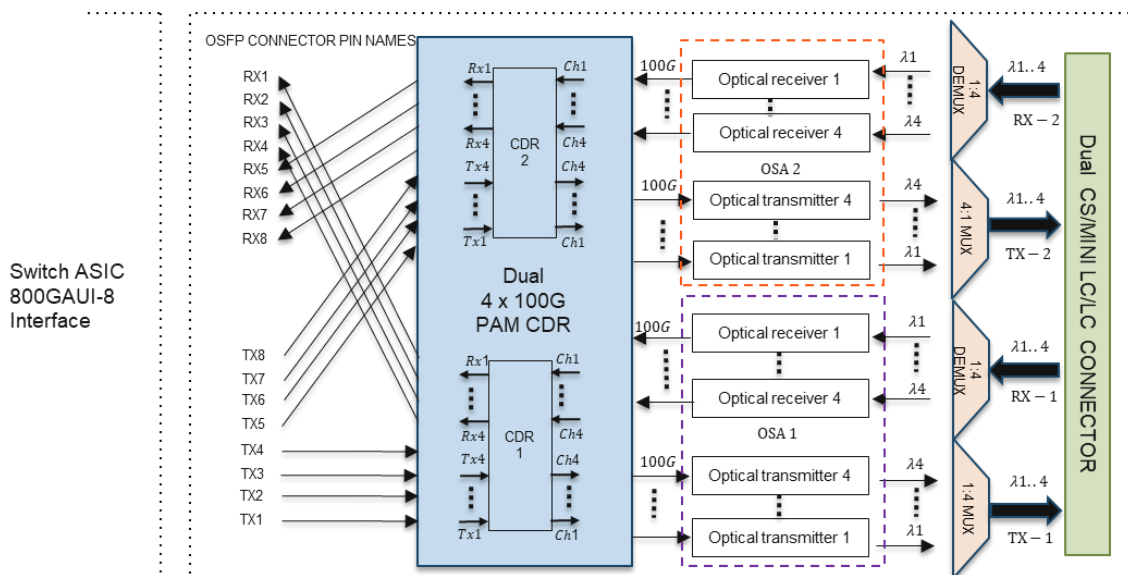 OSFP CONNECTOR PIN NAMES
RX1
RX2
RX3
RX4
RX5
RX6
RX7
RX8
Switch ASIC
800GAUI-8
Interface
TX8
TX7
TX6
TX5
TX4
TX3
TX2
TX1
Rx1
Ch1
CDR
2
Rx4
Ch4
Tx4
Ch4
Tx1
Ch1
Dual
4 x 100G
PAM CDR
Rx1
Ch1
CDR
1
Rx4
Ch4
Tx4
Ch4
Tx1
Ch1
100G
Optical receiver 1
λ1
Optical receiver 4
λ4
OSA 2
100G
Optical transmitter 4
λ4
Optical transmitter 1
λ1
100G
Optical receiver 1
λ1
Optical receiver 4
λ4
OSA 1
100G
Optical transmitter 4
λ4
Optical transmitter 1
λ1
1:4
DEMUX
λ1..4
RX − 2
4:1 MUX
λ1..4
TX − 2
1:4
DEMUX
λ1..4
RX − 1
1:4 MUX
λ1..4
TX − 1
Dual CS/MINI LC/LC CONNECTOR